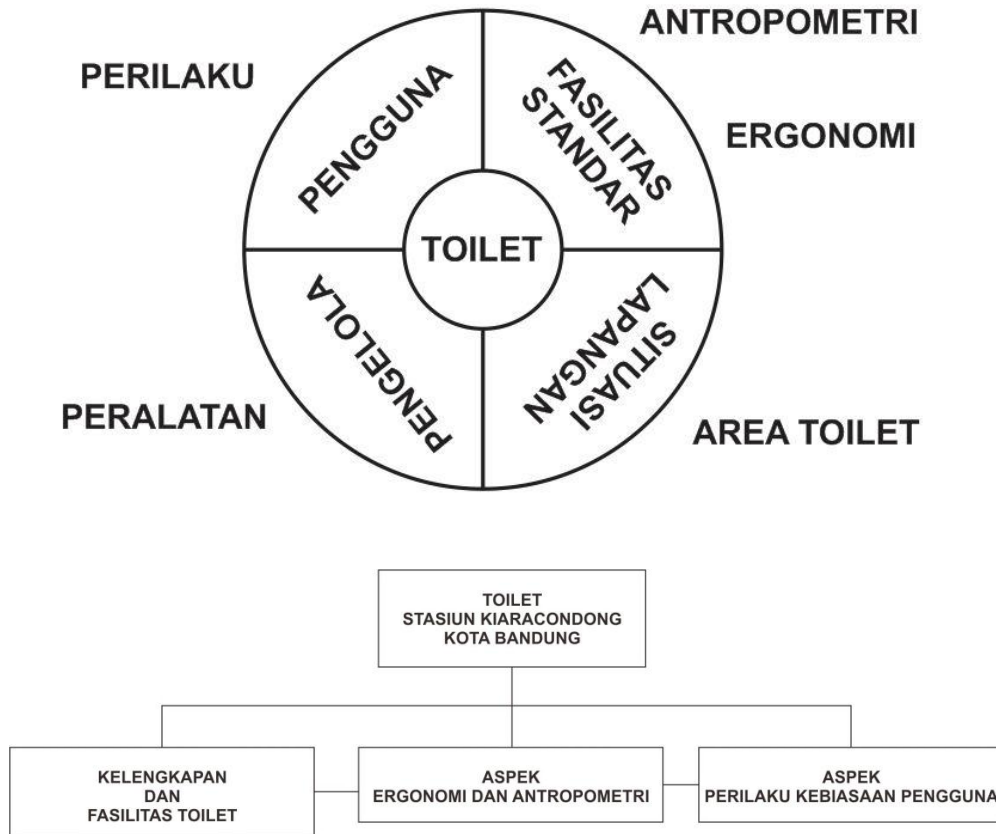 ANTROPOMETRI
PERILAKU
PENGGUNA
FASILITAS
STANDAR
ERGONOMI
TOILET
PENGELOLA
SITUASI
LAPANGAN
PERALATAN
AREA TOILET
TOILET
STASIUN KIARACONDONG
KOTA BANDUNG
KELENGKAPAN
DAN
FASILITAS TOILET
ASPEK
ERGONOMI DAN ANTROPOMETRI
ASPEK
PERILAKU KEBIASAAN PENGGUNA